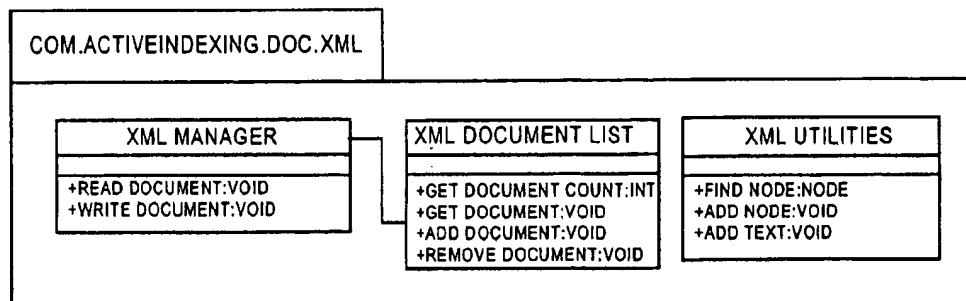 COM.ACTIVEINDEXING.DOC.XML
XML MANAGER
+READ DOCUMENT:VOID
+WRITE DOCUMENT:VOID
XML DOCUMENT LIST
+GET DOCUMENT COUNT:INT
+GET DOCUMENT:VOID
+ADD DOCUMENT:VOID
+REMOVE DOCUMENT:VOID
XML UTILITIES
+FIND NODE:NODE
+ADD NODE:VOID
+ADD TEXT:VOID